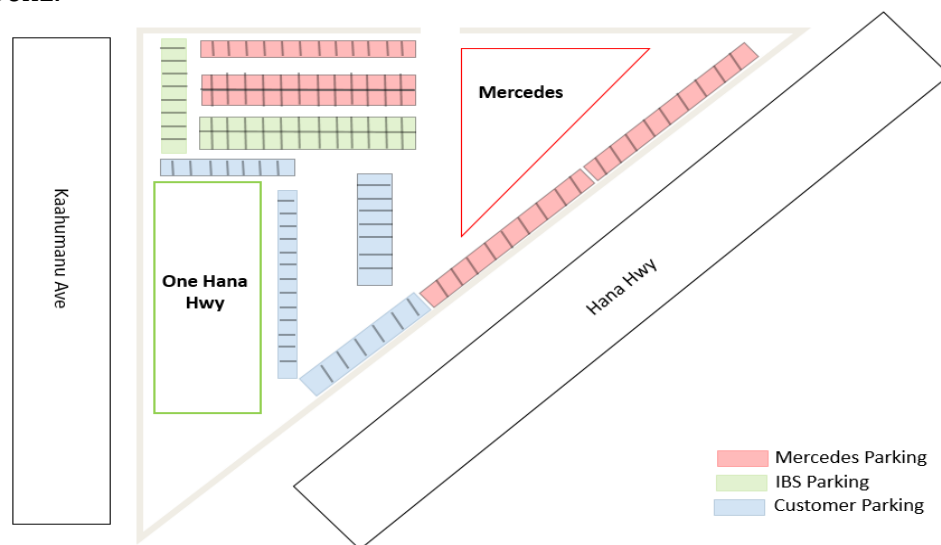 Mercedes
Kaahumanu Ave
One Hana
Hwy
Hana Hwy
Mercedes Parking
IBS Parking
Customer Parking